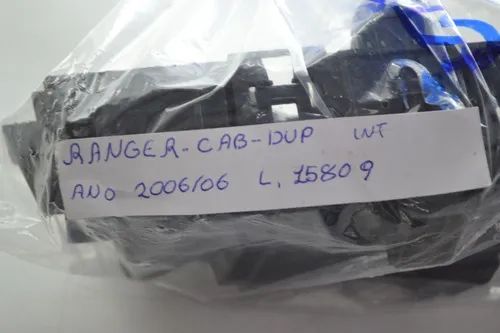 RANGER-CAB-DUP INT
ANO 2006/06 L. 15809